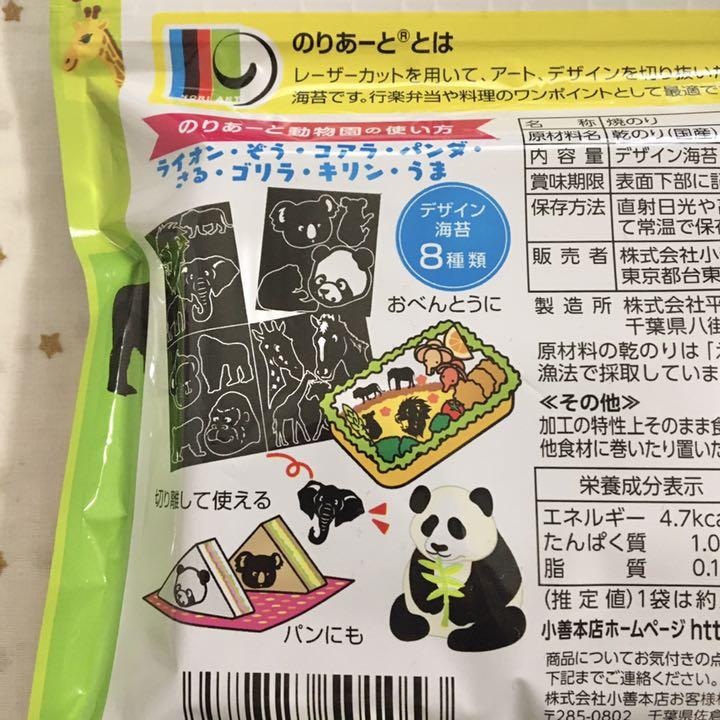 のりあーと®とは
レーザーカットを用いて、アート、デザインを切り抜い
海苔です。行楽弁当や料理のワンポイントとして最適で
NORI ART
のりあーと動物園の使い方
ライオン・ぞう・コアラ・パンダ・
さる・ゴリラ・キリン・うま
デザイン
海苔
8種類
おべんとうに
切り離して使える
パンにも
名 称 焼のり
原材料名 乾のり(国産)
内容量 デザイン海苔
賞味期限 表面下部に記
保存方法 直射日光や高
て常温で保存
販売者 株式会社小善
東京都台東
製造所 株式会社平
千葉県八街
原材料の乾のりは「
漁法で採取していま
≪その他≫
加工の特性上そのまま食
他食材に巻いたり置いた
栄養成分表示
エネルギー 4.7kca
たんぱく質 1.0
脂質 0.1
(推定値)1袋は約
小善本店ホームページ htt
商品についてお気付きの点
下記までご連絡ください。
株式会社小善本店お客様相
〒285-0802 千葉県佐倉